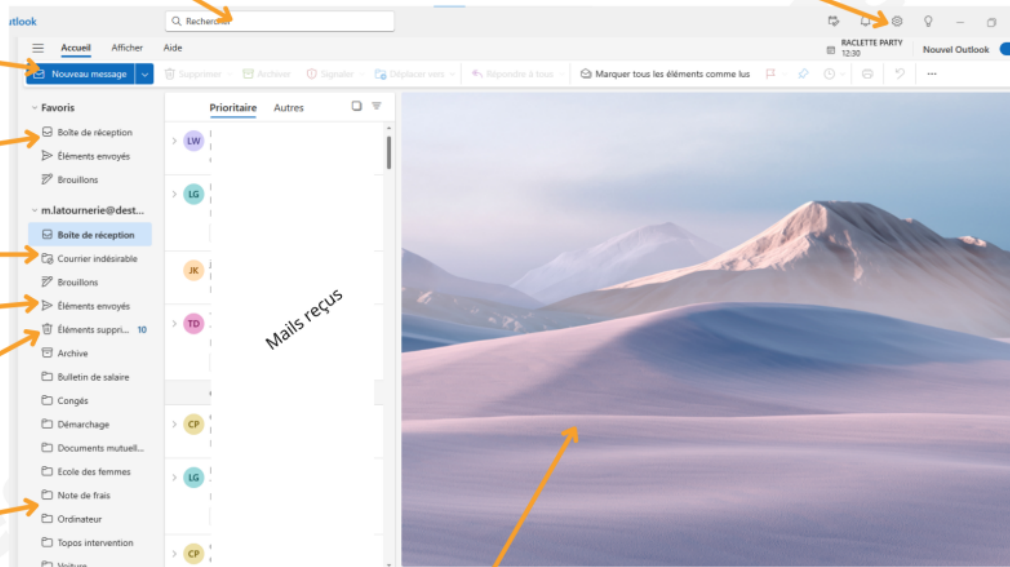 utlook
Rechercher
Accueil Afficher Aide
RACLETTE PARTY
12:30
Nouvel Outlook
Nouveau message
Supprimer
Archiver
Signaler
Déplacer vers
Répondre à tous
Marquer tous les éléments comme lus
Favoris
Boîte de réception
Éléments envoyés
Brouillons
m.latournerie@dest...
Boîte de réception
Courrier indésirable
Brouillons
Éléments envoyés
Éléments suppri... 10
Archive
Bulletin de salaire
Congés
Démarchage
Documents mutuell...
Ecole des femmes
Note de frais
Ordinateur
Topos intervention
Voiture
Prioritaire Autres
LW
LG
JK
TD
CP
LG
CP
Mails reçus